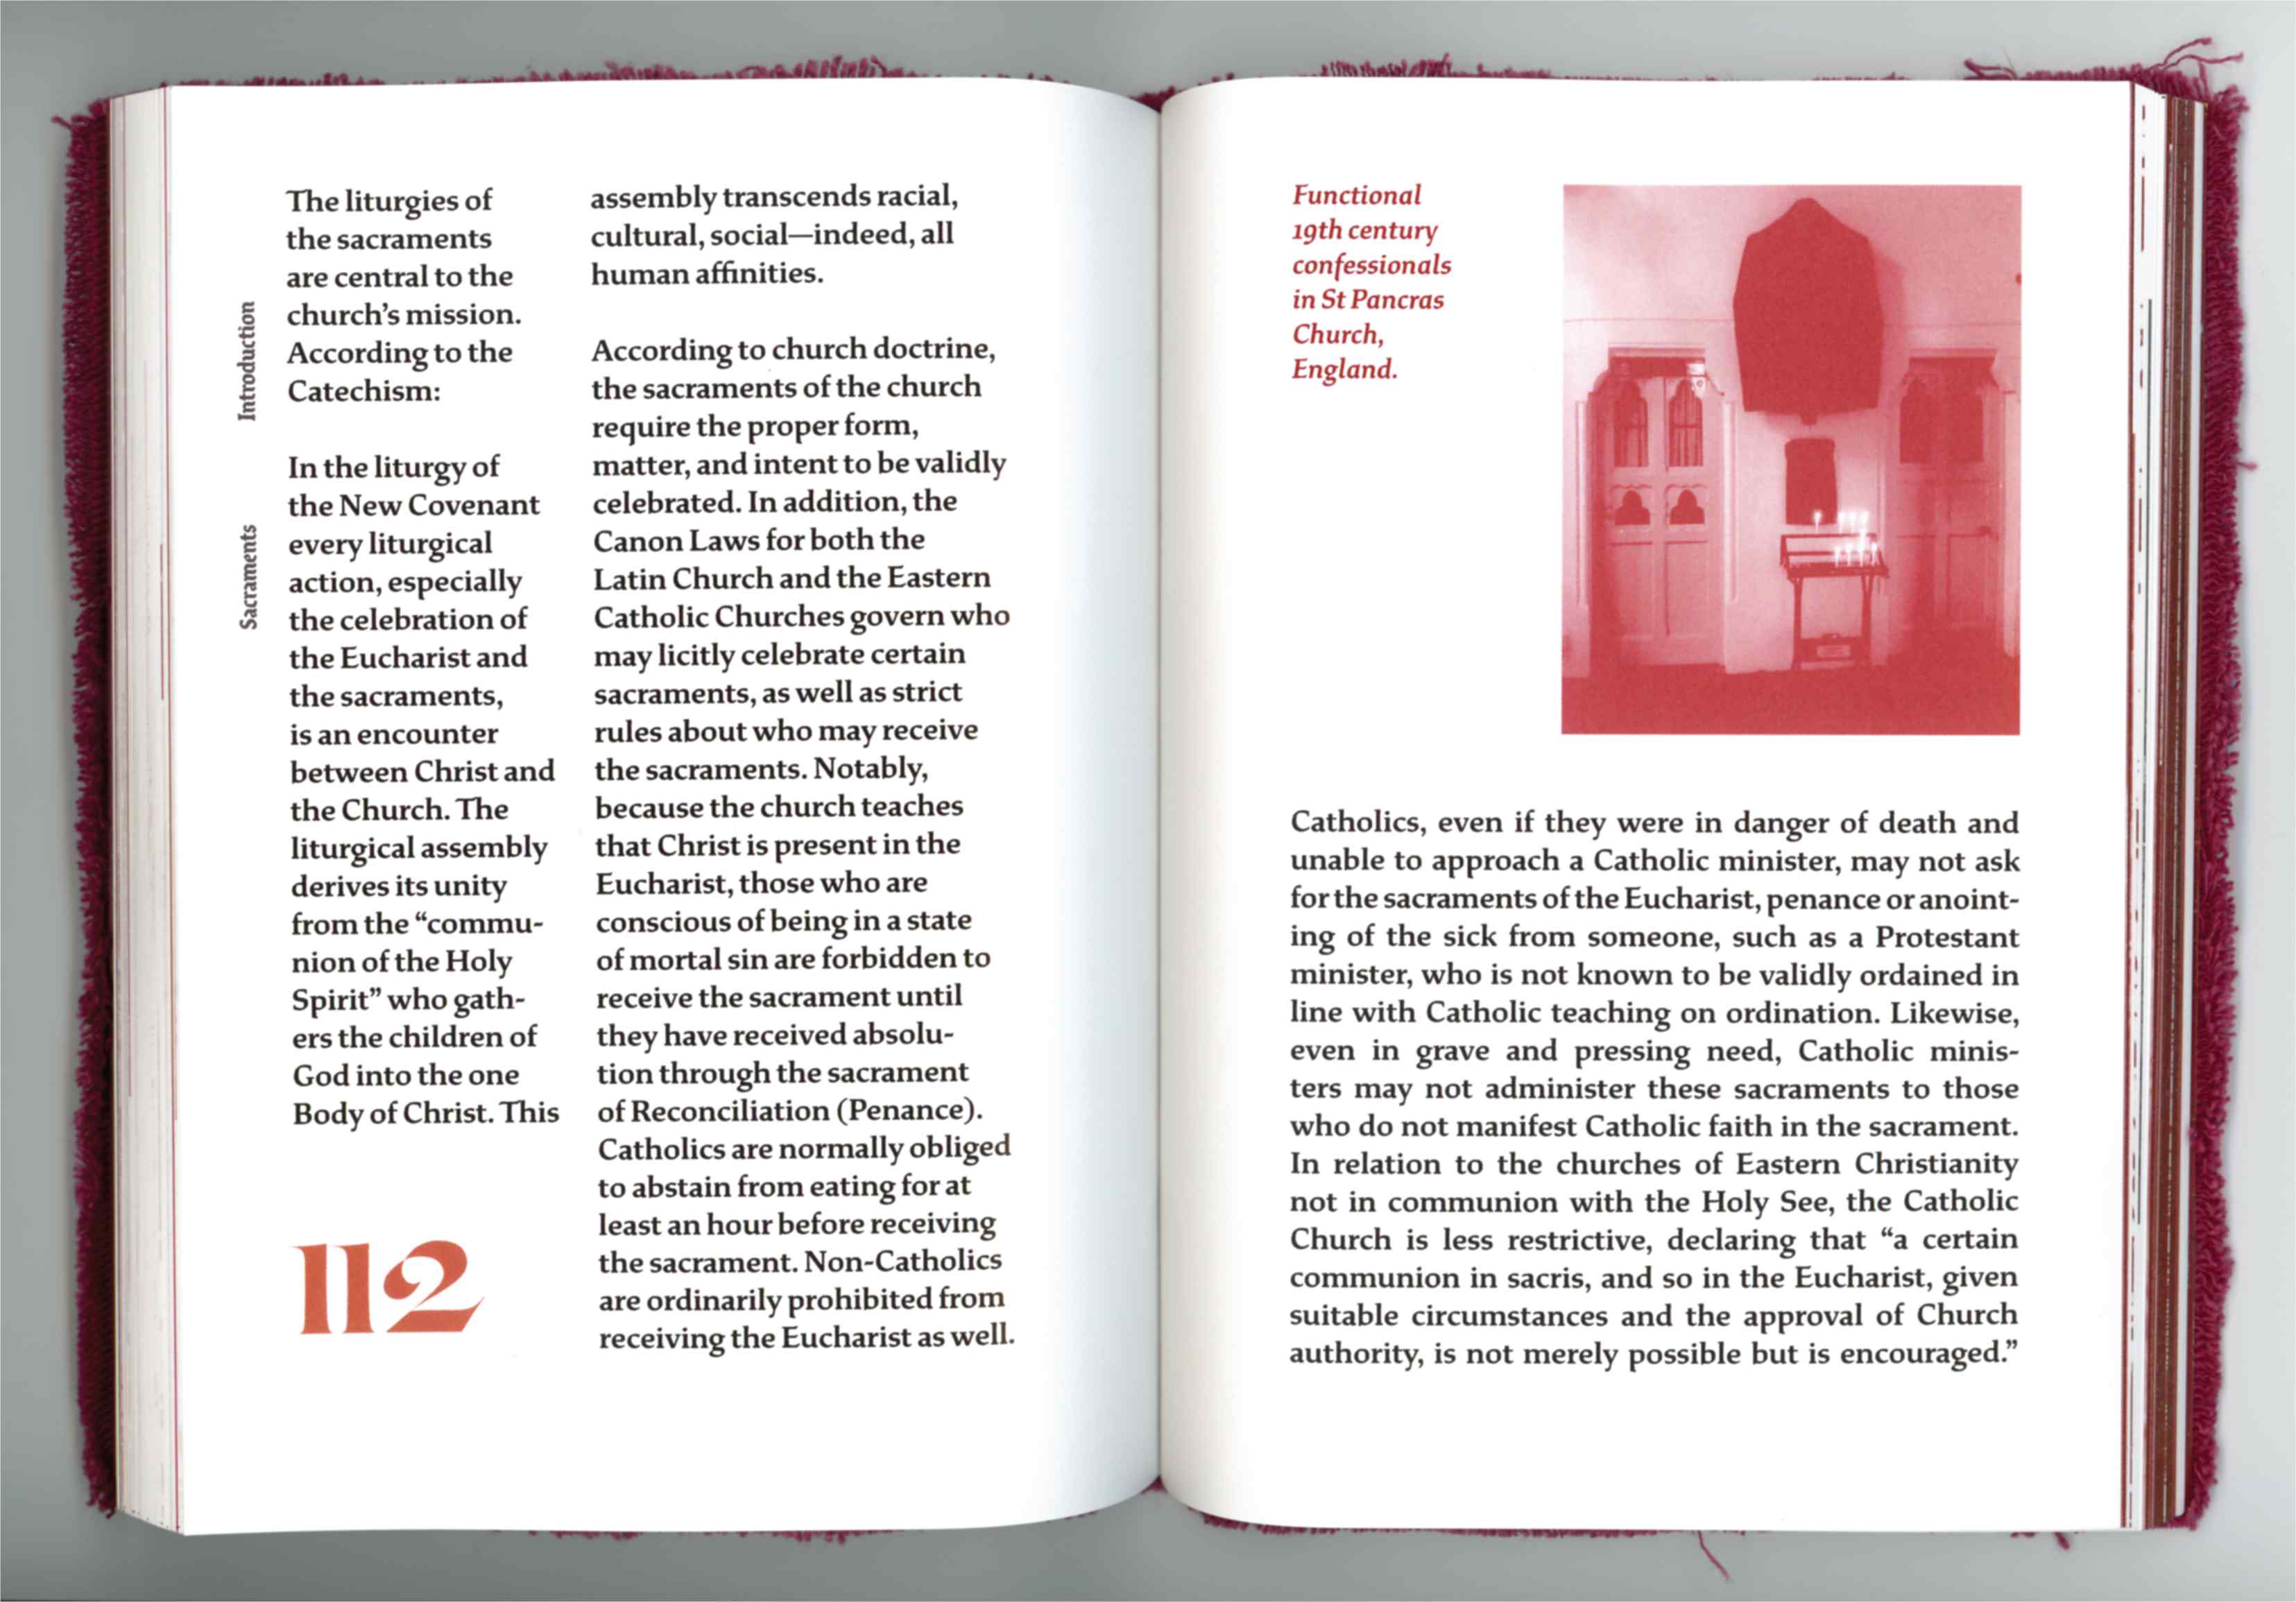 Introduction
Sacraments
The liturgies of
the sacraments
are central to the
church's mission.
According to the
Catechism:
In the liturgy of
the New Covenant
every liturgical
action, especially
the celebration of
the Eucharist and
the sacraments,
is an encounter
between Christ and
the Church. The
liturgical assembly
derives its unity
from the “commu-
nion of the Holy
Spirit” who gath-
ers the children of
God into the one
Body of Christ. This
112
assembly transcends racial,
cultural, social—indeed, all
human affinities.
According to church doctrine,
the sacraments of the church
require the proper form,
matter, and intent to be validly
celebrated. In addition, the
Canon Laws for both the
Latin Church and the Eastern
Catholic Churches govern who
may licitly celebrate certain
sacraments, as well as strict
rules about who may receive
the sacraments. Notably,
because the church teaches
that Christ is present in the
Eucharist, those who are
conscious of being in a state
of mortal sin are forbidden to
receive the sacrament until
they have received absolu-
tion through the sacrament
of Reconciliation (Penance).
Catholics are normally obliged
to abstain from eating for at
least an hour before receiving
the sacrament. Non-Catholics
are ordinarily prohibited from
receiving the Eucharist as well.
Functional
19th century
confessionals
in St Pancras
Church,
England.
Catholics, even if they were in danger of death and
unable to approach a Catholic minister, may not ask
for the sacraments of the Eucharist, penance or anoint-
ing of the sick from someone, such as a Protestant
minister, who is not known to be validly ordained in
line with Catholic teaching on ordination. Likewise,
even in grave and pressing need, Catholic minis-
ters may not administer these sacraments to those
who do not manifest Catholic faith in the sacrament.
In relation to the churches of Eastern Christianity
not in communion with the Holy See, the Catholic
Church is less restrictive, declaring that “a certain
communion in sacris, and so in the Eucharist, given
suitable circumstances and the approval of Church
authority, is not merely possible but is encouraged.”